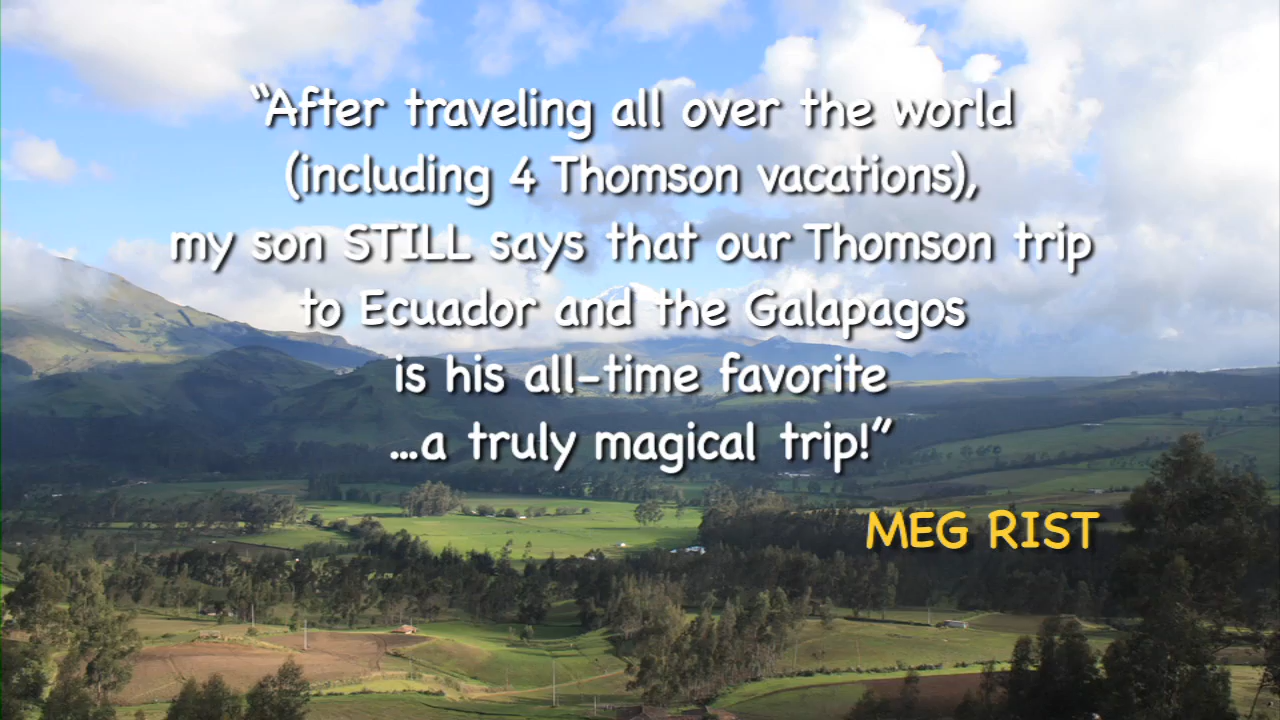 “After traveling all over the world
(including 4 Thomson vacations),
my son STILL says that our Thomson trip
to Ecuador and the Galapagos
is his all-time favorite
...a truly magical trip!”
MEG RIST